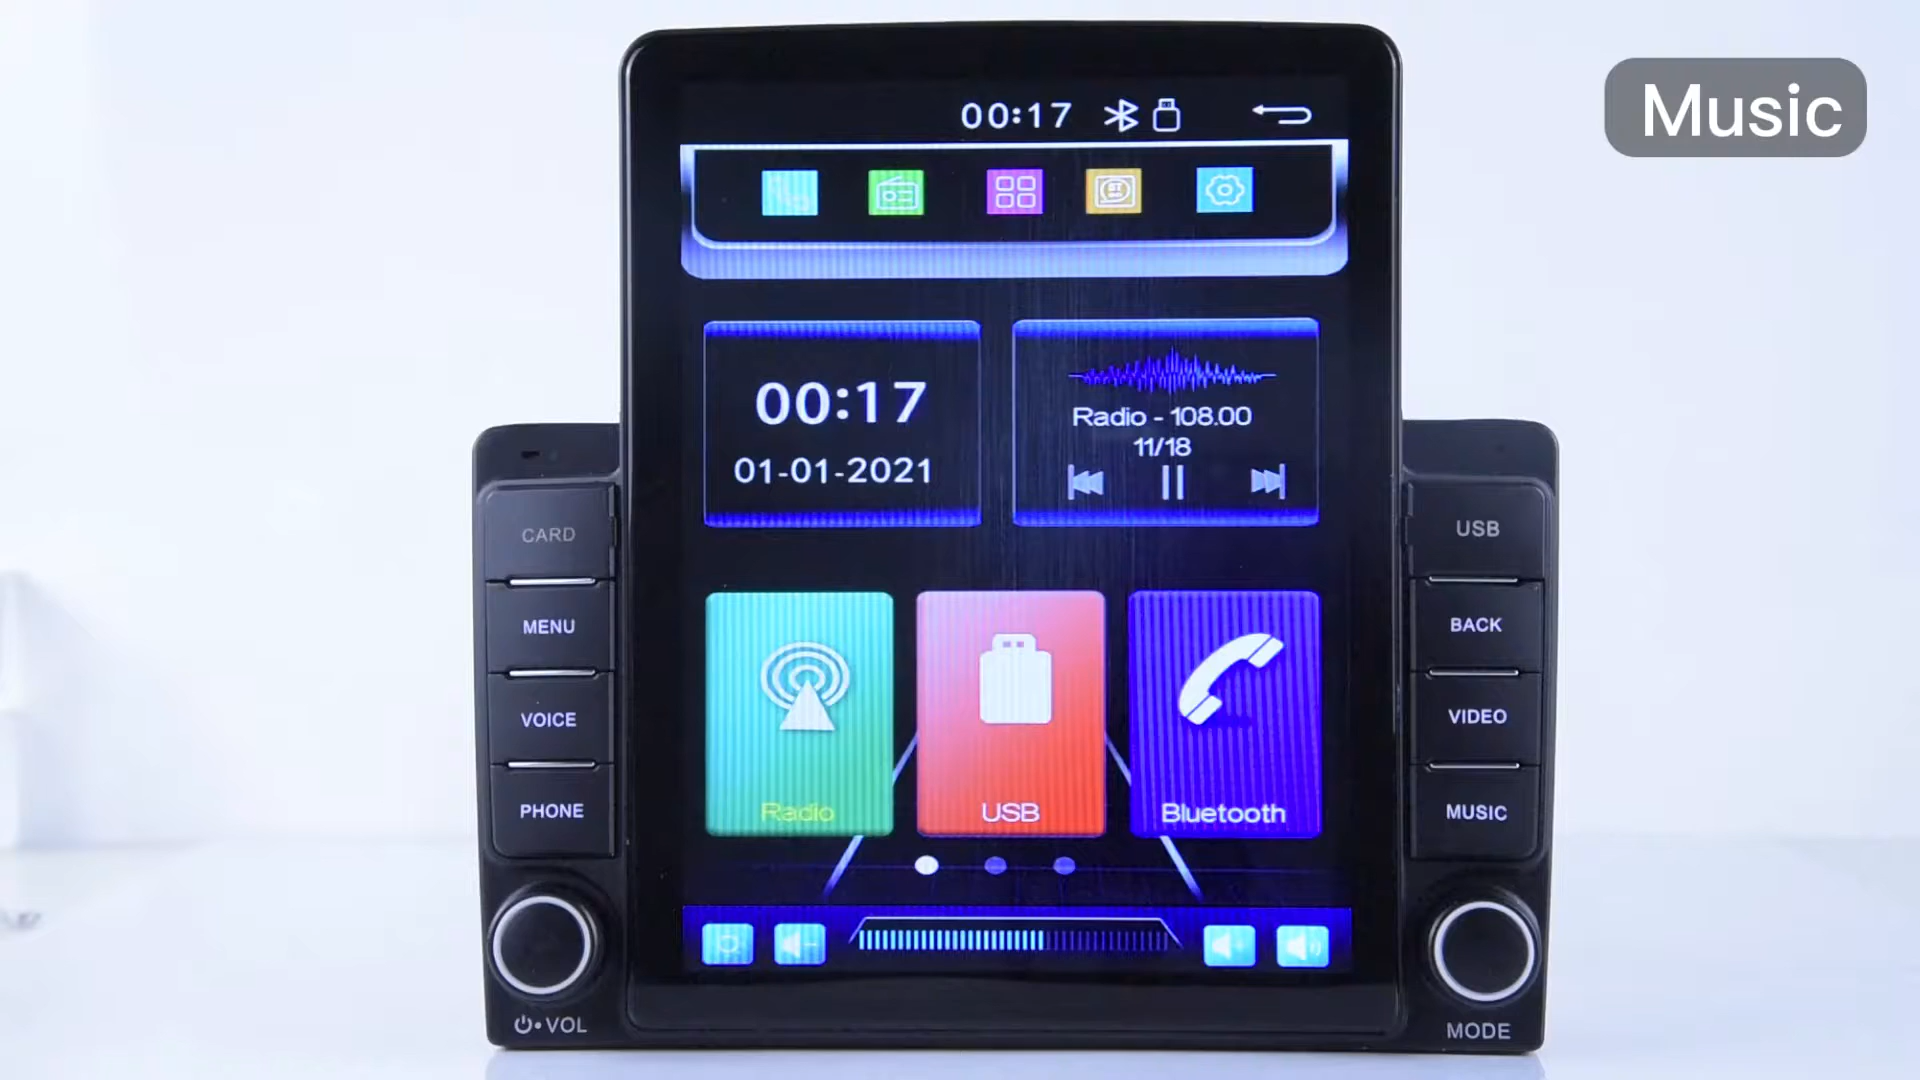 Music
00:17
00:17
01-01-2021
Radio - 108.00
11/18
CARD
MENU
VOICE
PHONE
USB
BACK
VIDEO
MUSIC
Radio
USB
Bluetooth
VOL
MODE